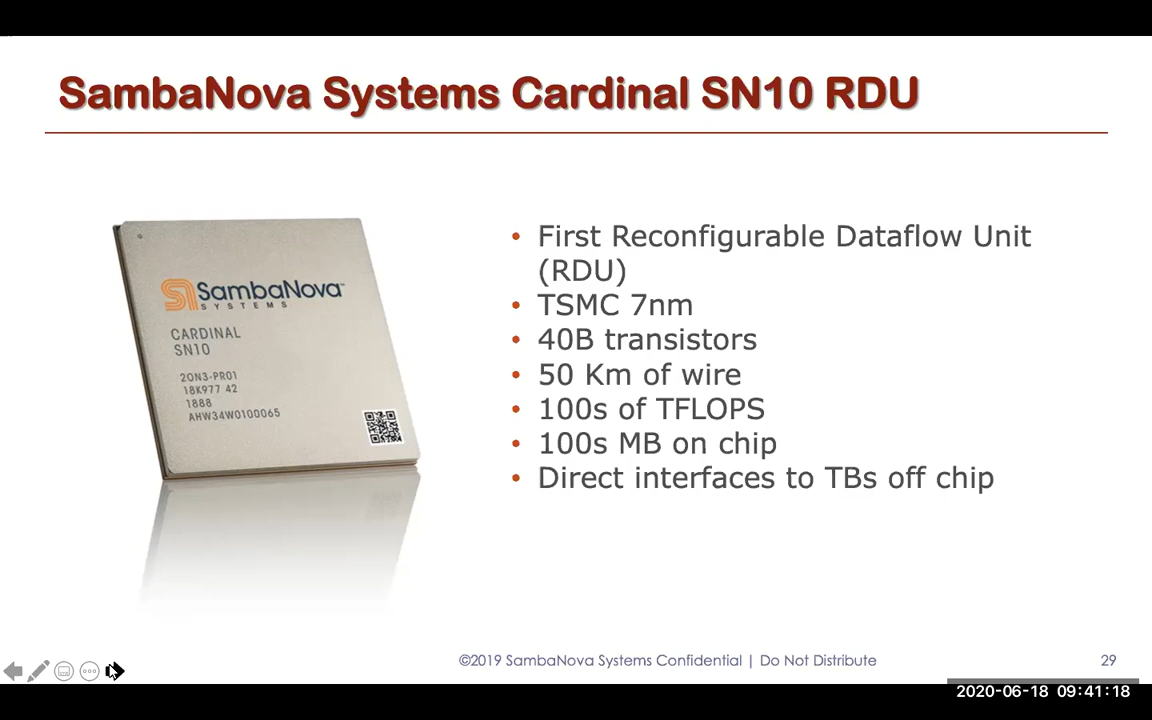 SambaNova Systems Cardinal SN10 RDU
SambaNova™
SYSTEMS
CARDINAL
SN10
2ON3-PR01
18K977 42
1888
AHW34W0100065
• First Reconfigurable Dataflow Unit
(RDU)
• TSMC 7nm
• 40B transistors
• 50 Km of wire
• 100s of TFLOPS
• 100s MB on chip
• Direct interfaces to TBs off chip
©2019 SambaNova Systems Confidential | Do Not Distribute
29
2020-06-18 09:41:18